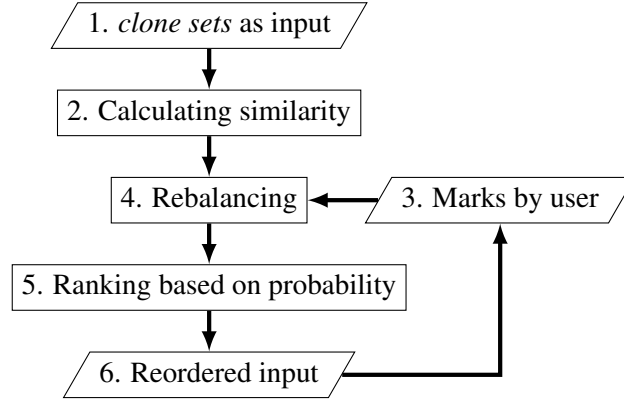 1. clone sets as input
2. Calculating similarity
4. Rebalancing
3. Marks by user
5. Ranking based on probability
6. Reordered input